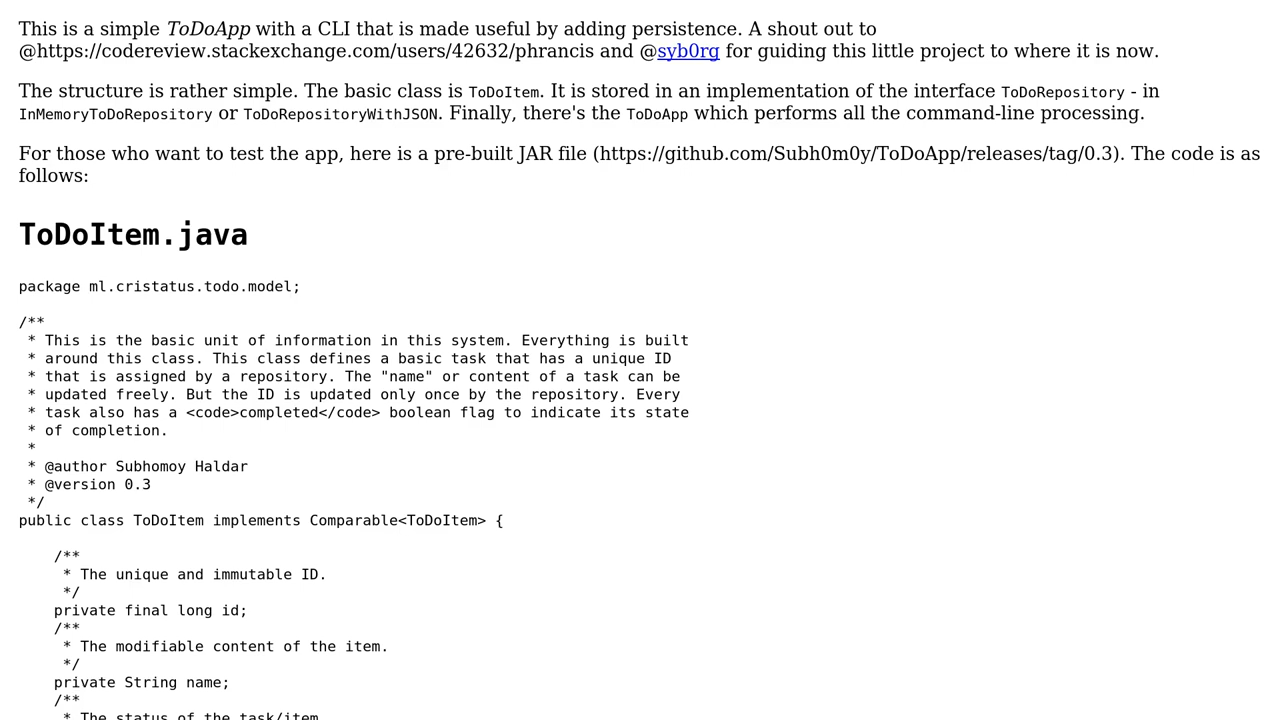 This is a simple ToDoApp with a CLI that is made useful by adding persistence. A shout out to
@https://codereview.stackexchange.com/users/42632/phrancis and @syb0rg for guiding this little project to where it is now.
The structure is rather simple. The basic class is ToDoItem. It is stored in an implementation of the interface ToDoRepository - in
InMemoryToDoRepository or ToDoRepositoryWithJSON. Finally, there's the ToDoApp which performs all the command-line processing.
For those who want to test the app, here is a pre-built JAR file (https://github.com/Subh0m0y/ToDoApp/releases/tag/0.3). The code is as
follows:
ToDoItem.java
package ml.cristatus.todo.model;
/**
 * This is the basic unit of information in this system. Everything is built
 * around this class. This class defines a basic task that has a unique ID
 * that is assigned by a repository. The "name" or content of a task can be
 * updated freely. But the ID is updated only once by the repository. Every
 * task also has a <code>completed</code> boolean flag to indicate its state
 * of completion.
 *
 * @author Subhomoy Haldar
 * @version 0.3
 */
public class ToDoItem implements Comparable<ToDoItem> {
    /**
     * The unique and immutable ID.
     */
    private final long id;
    /**
     * The modifiable content of the item.
     */
    private String name;
    /**
     * The status of the task/item